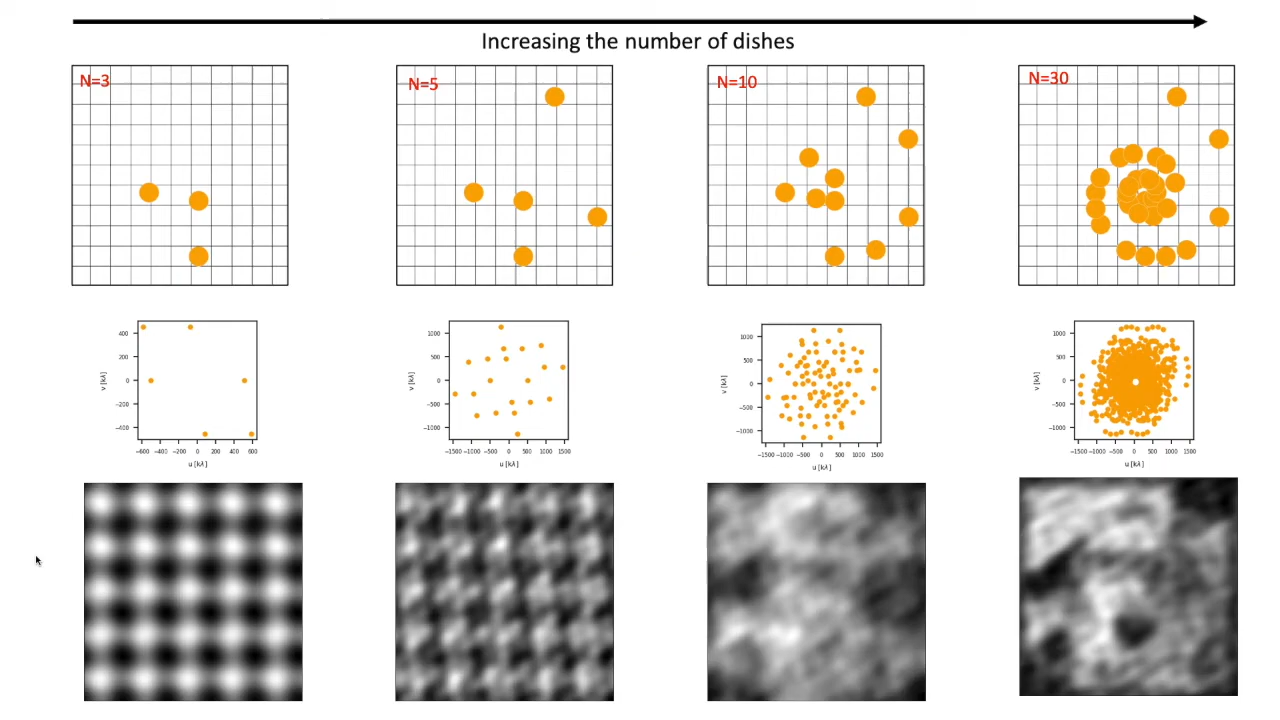 Increasing the number of dishes
N=3
N=5
N=10
N=30
400
200
0
−200
−400
v [kλ]
−600 −400 −200 0 200 400 600
u [kλ]
1000
500
0
−500
−1000
v [kλ]
−1500 −1000 −500 0 500 1000 1500
u [kλ]
1000
500
0
−500
−1000
v [kλ]
−1500 −1000 −500 0 500 1000 1500
u [kλ]
1000
500
0
−500
−1000
v [kλ]
−1500 −1000 −500 0 500 1000 1500
u [kλ]